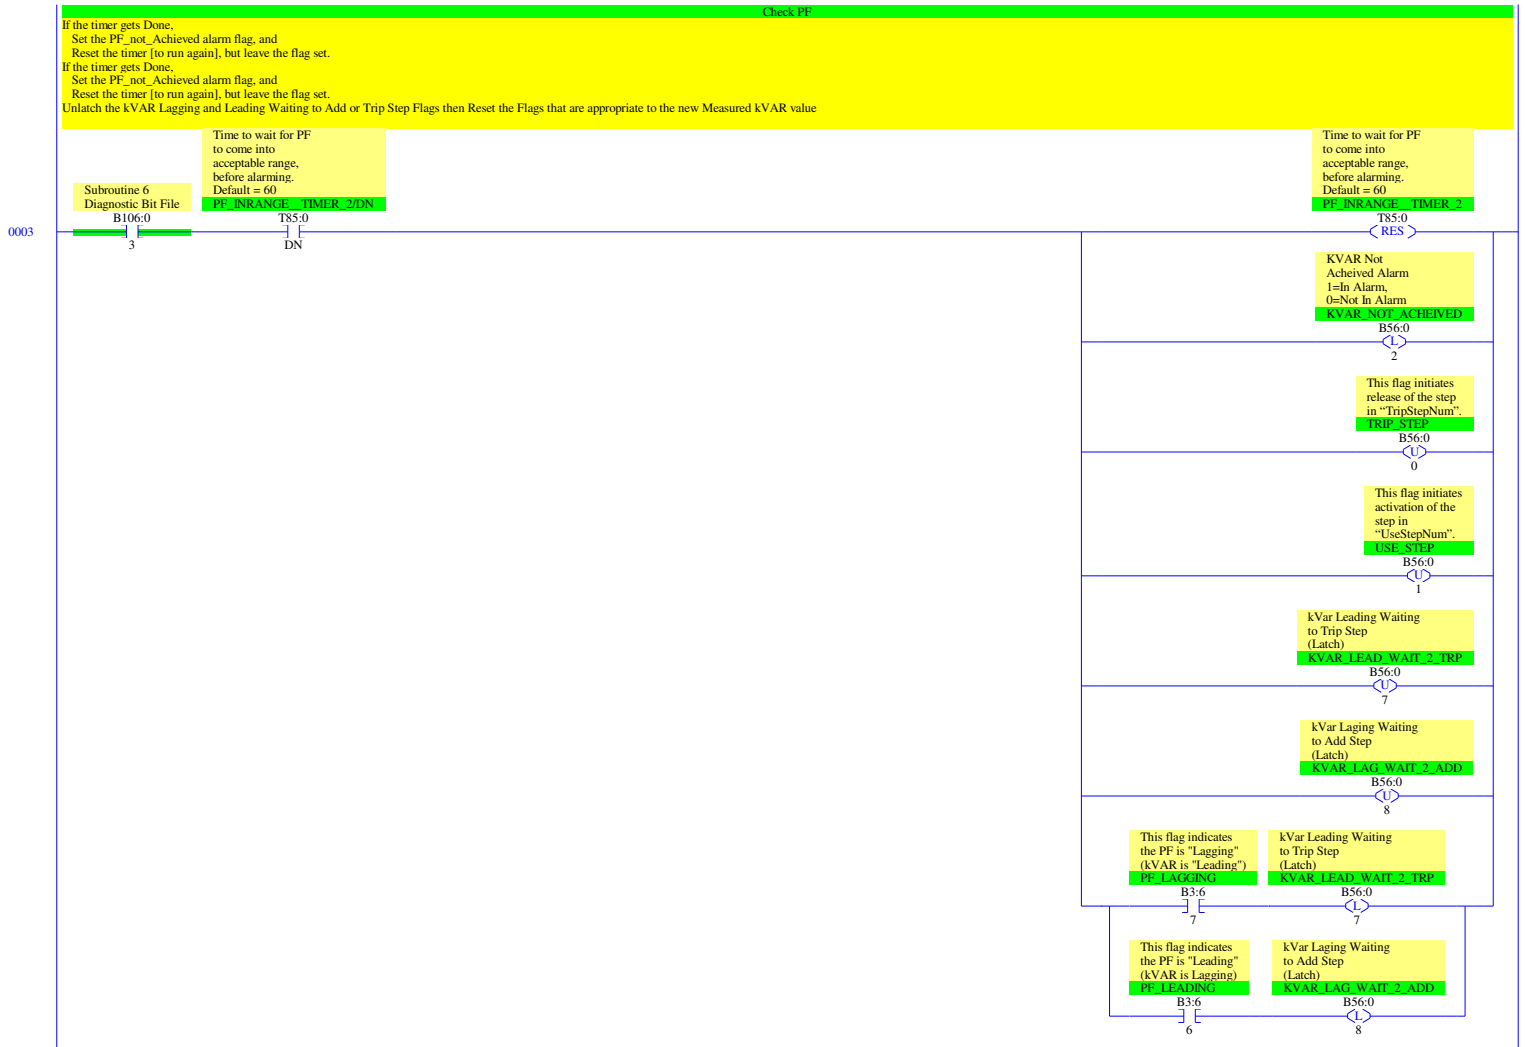 Check PF
If the timer gets Done,
Set the PF_not_Achieved alarm flag, and
Reset the timer [to run again], but leave the flag set.
If the timer gets Done,
Set the PF_not_Achieved alarm flag, and
Reset the timer [to run again], but leave the flag set.
Unlatch the kVAR Lagging and Leading Waiting to Add or Trip Step Flags then Reset the Flags that are appropriate to the new Measured kVAR value
Subroutine 6
Diagnostic Bit File
B106:0
3
Time to wait for PF
to come into
acceptable range,
before alarming.
Default = 60
PF_INRANGE__TIMER_2/DN
T85:0
DN
0003
Time to wait for PF
to come into
acceptable range,
before alarming.
Default = 60
PF_INRANGE__TIMER_2
T85:0
RES
KVAR Not
Acheived Alarm
1=In Alarm,
0=Not In Alarm
KVAR_NOT_ACHEIVED
B56:0
L
2
This flag initiates
release of the step
in “TripStepNum”.
TRIP_STEP
B56:0
U
0
This flag initiates
activation of the
step in
“UseStepNum”.
USE_STEP
B56:0
U
1
kVar Leading Waiting
to Trip Step
(Latch)
KVAR_LEAD_WAIT_2_TRP
B56:0
U
7
kVar Laging Waiting
to Add Step
(Latch)
KVAR_LAG_WAIT_2_ADD
B56:0
U
8
This flag indicates
the PF is "Lagging"
(kVAR is "Leading")
PF_LAGGING
B3:6
7
kVar Leading Waiting
to Trip Step
(Latch)
KVAR_LEAD_WAIT_2_TRP
B56:0
L
7
This flag indicates
the PF is "Leading"
(kVAR is Lagging)
PF_LEADING
B3:6
6
kVar Laging Waiting
to Add Step
(Latch)
KVAR_LAG_WAIT_2_ADD
B56:0
L
8